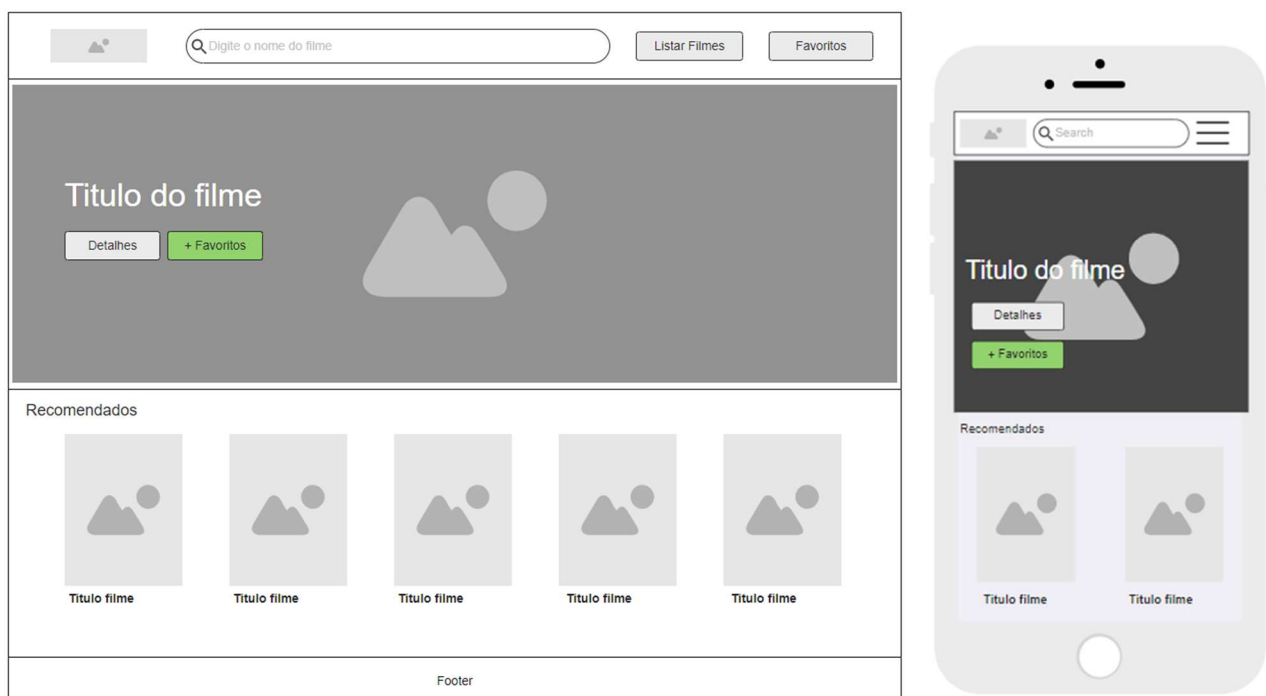 Digite o nome do filme
Listar Filmes
Favoritos
Titulo do filme
Detalhes
+ Favoritos
Recomendados
Titulo filme
Titulo filme
Titulo filme
Titulo filme
Titulo filme
Footer
Search
Titulo do filme
Detalhes
+ Favoritos
Recomendados
Titulo filme
Titulo filme